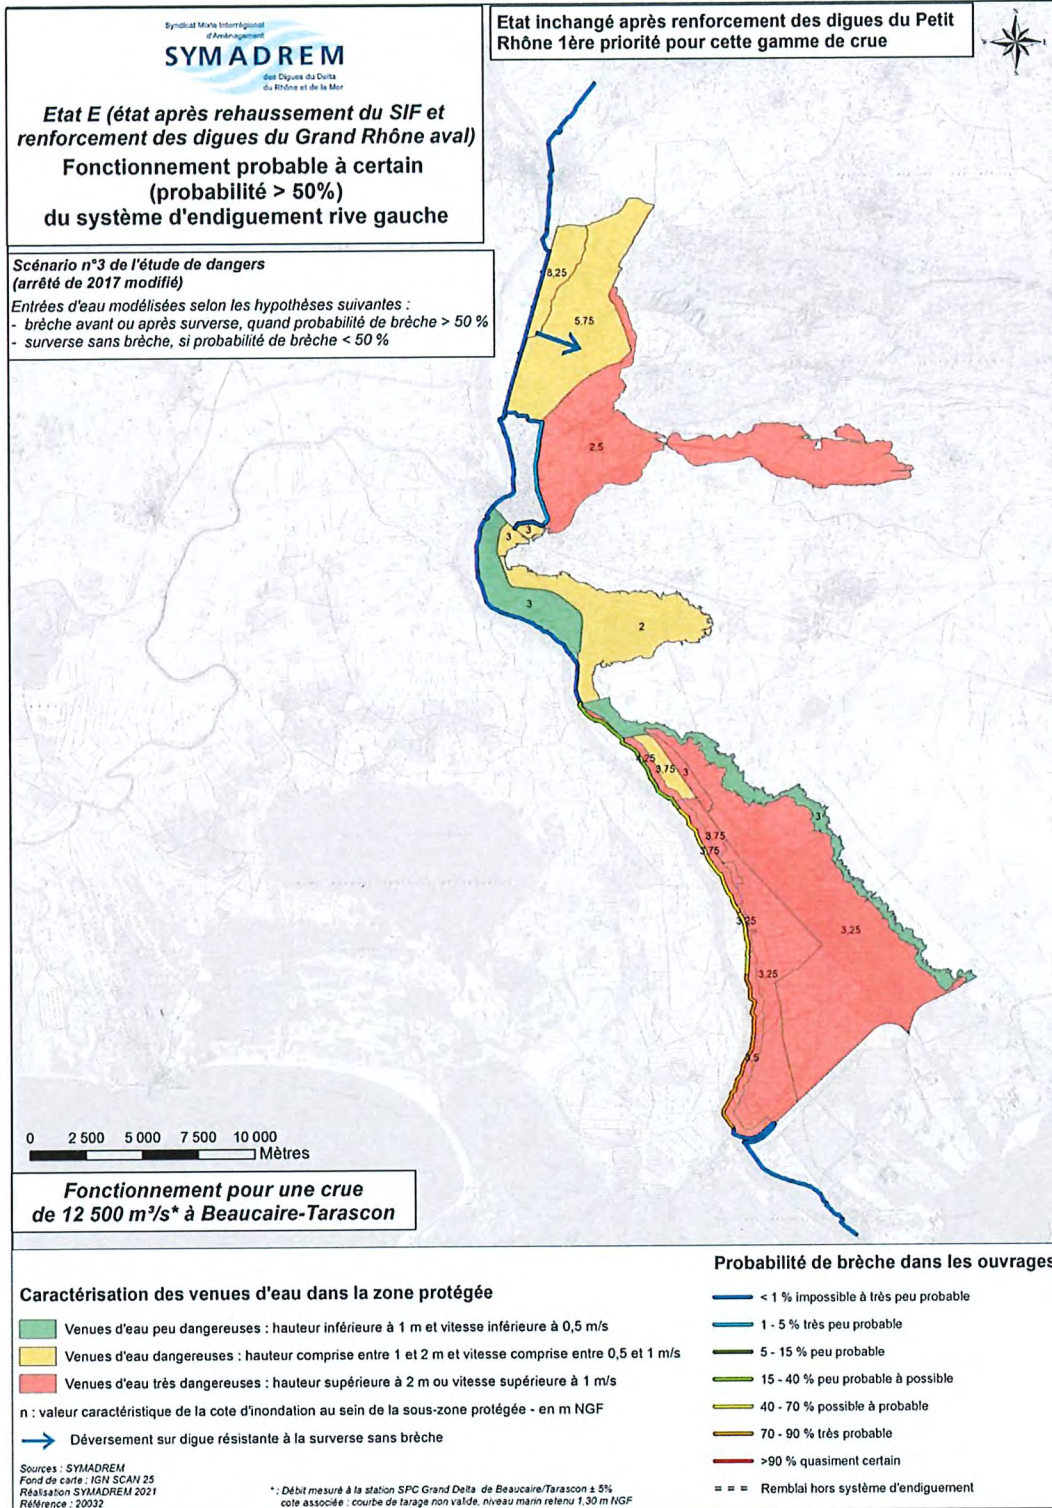 Syndicat Mixte Interrégional
d'Aménagement
SYMADREM
des Digues du Delta
du Rhône et de la Mer
Etat E (état après rehaussement du SIF et
renforcement des digues du Grand Rhône aval)
Fonctionnement probable à certain
(probabilité > 50%)
du système d'endiguement rive gauche
Etat inchangé après renforcement des digues du Petit
Rhône 1ère priorité pour cette gamme de crue
Scénario n°3 de l'étude de dangers
(arrêté de 2017 modifié)
Entrées d'eau modélisées selon les hypothèses suivantes :
- brèche avant ou après surverse, quand probabilité de brèche > 50 %
- surverse sans brèche, si probabilité de brèche < 50 %
8,25
5,75
2,5
3
3
3
2
4,25
3,75
3
3
3,75
3,75
3,25
3,25
3,25
3,5
0 2 500 5 000 7 500 10 000
Mètres
Fonctionnement pour une crue
de 12 500 m³/s* à Beaucaire-Tarascon
Caractérisation des venues d'eau dans la zone protégée
Venues d'eau peu dangereuses : hauteur inférieure à 1 m et vitesse inférieure à 0,5 m/s
Venues d'eau dangereuses : hauteur comprise entre 1 et 2 m et vitesse comprise entre 0,5 et 1 m/s
Venues d'eau très dangereuses : hauteur supérieure à 2 m ou vitesse supérieure à 1 m/s
n : valeur caractéristique de la cote d'inondation au sein de la sous-zone protégée - en m NGF
Déversement sur digue résistante à la surverse sans brèche
Sources : SYMADREM
Fond de carte : IGN SCAN 25
Réalisation SYMADREM 2021
Référence : 20032
* : Débit mesuré à la station SPC Grand Delta de Beaucaire/Tarascon ± 5%
cote associée : courbe de tarage non valide, niveau marin retenu 1,30 m NGF
Probabilité de brèche dans les ouvrages
< 1 % impossible à très peu probable
1 - 5 % très peu probable
5 - 15 % peu probable
15 - 40 % peu probable à possible
40 - 70 % possible à probable
70 - 90 % très probable
>90 % quasiment certain
Remblai hors système d'endiguement